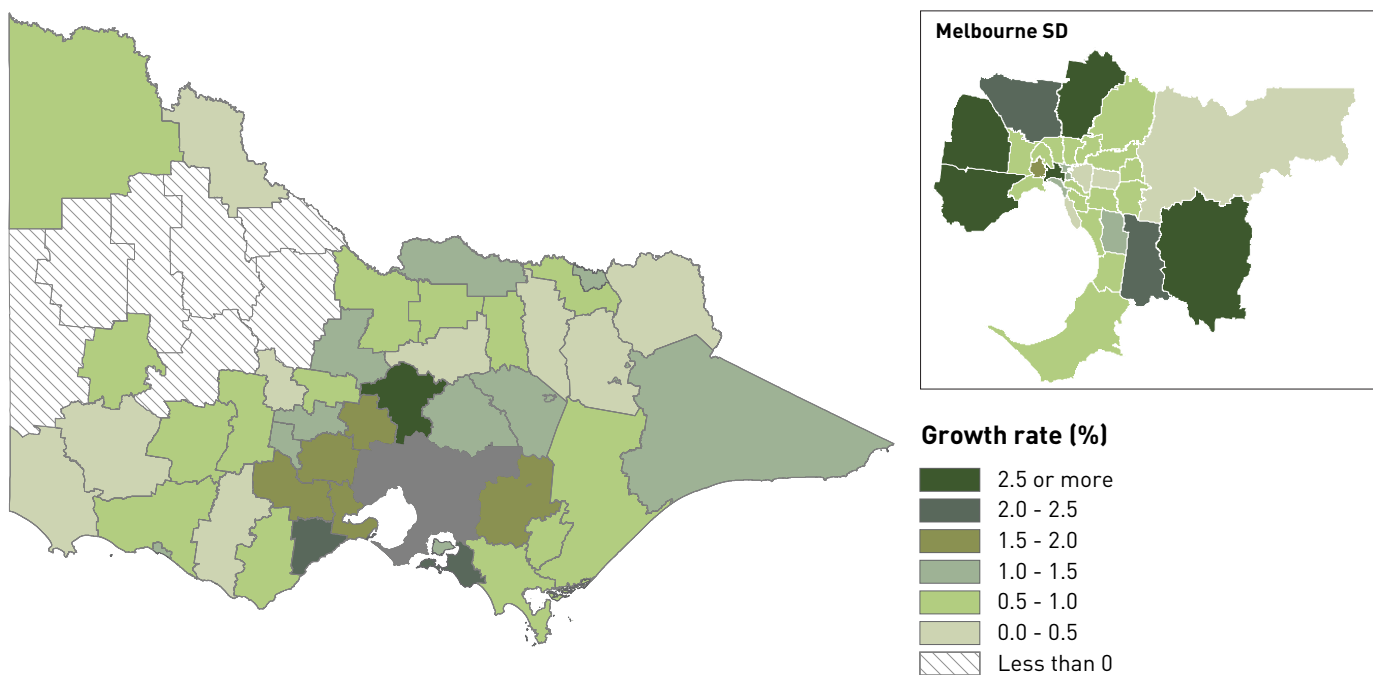 Melbourne SD
Growth rate (%)
2.5 or more
2.0 - 2.5
1.5 - 2.0
1.0 - 1.5
0.5 - 1.0
0.0 - 0.5
Less than 0